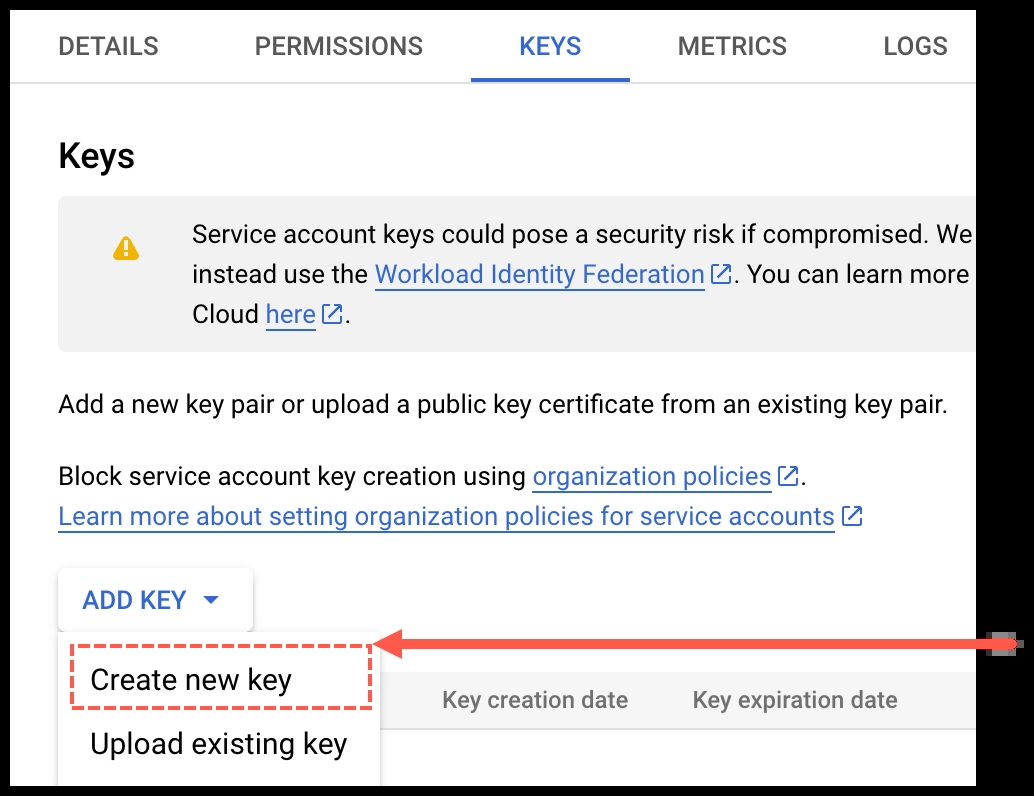 DETAILS PERMISSIONS KEYS METRICS LOGS
Keys
Service account keys could pose a security risk if compromised. We
instead use the Workload Identity Federation. You can learn more
Cloud here.
Add a new key pair or upload a public key certificate from an existing key pair.
Block service account key creation using organization policies.
Learn more about setting organization policies for service accounts
ADD KEY
Create new key
Key creation date Key expiration date
Upload existing key